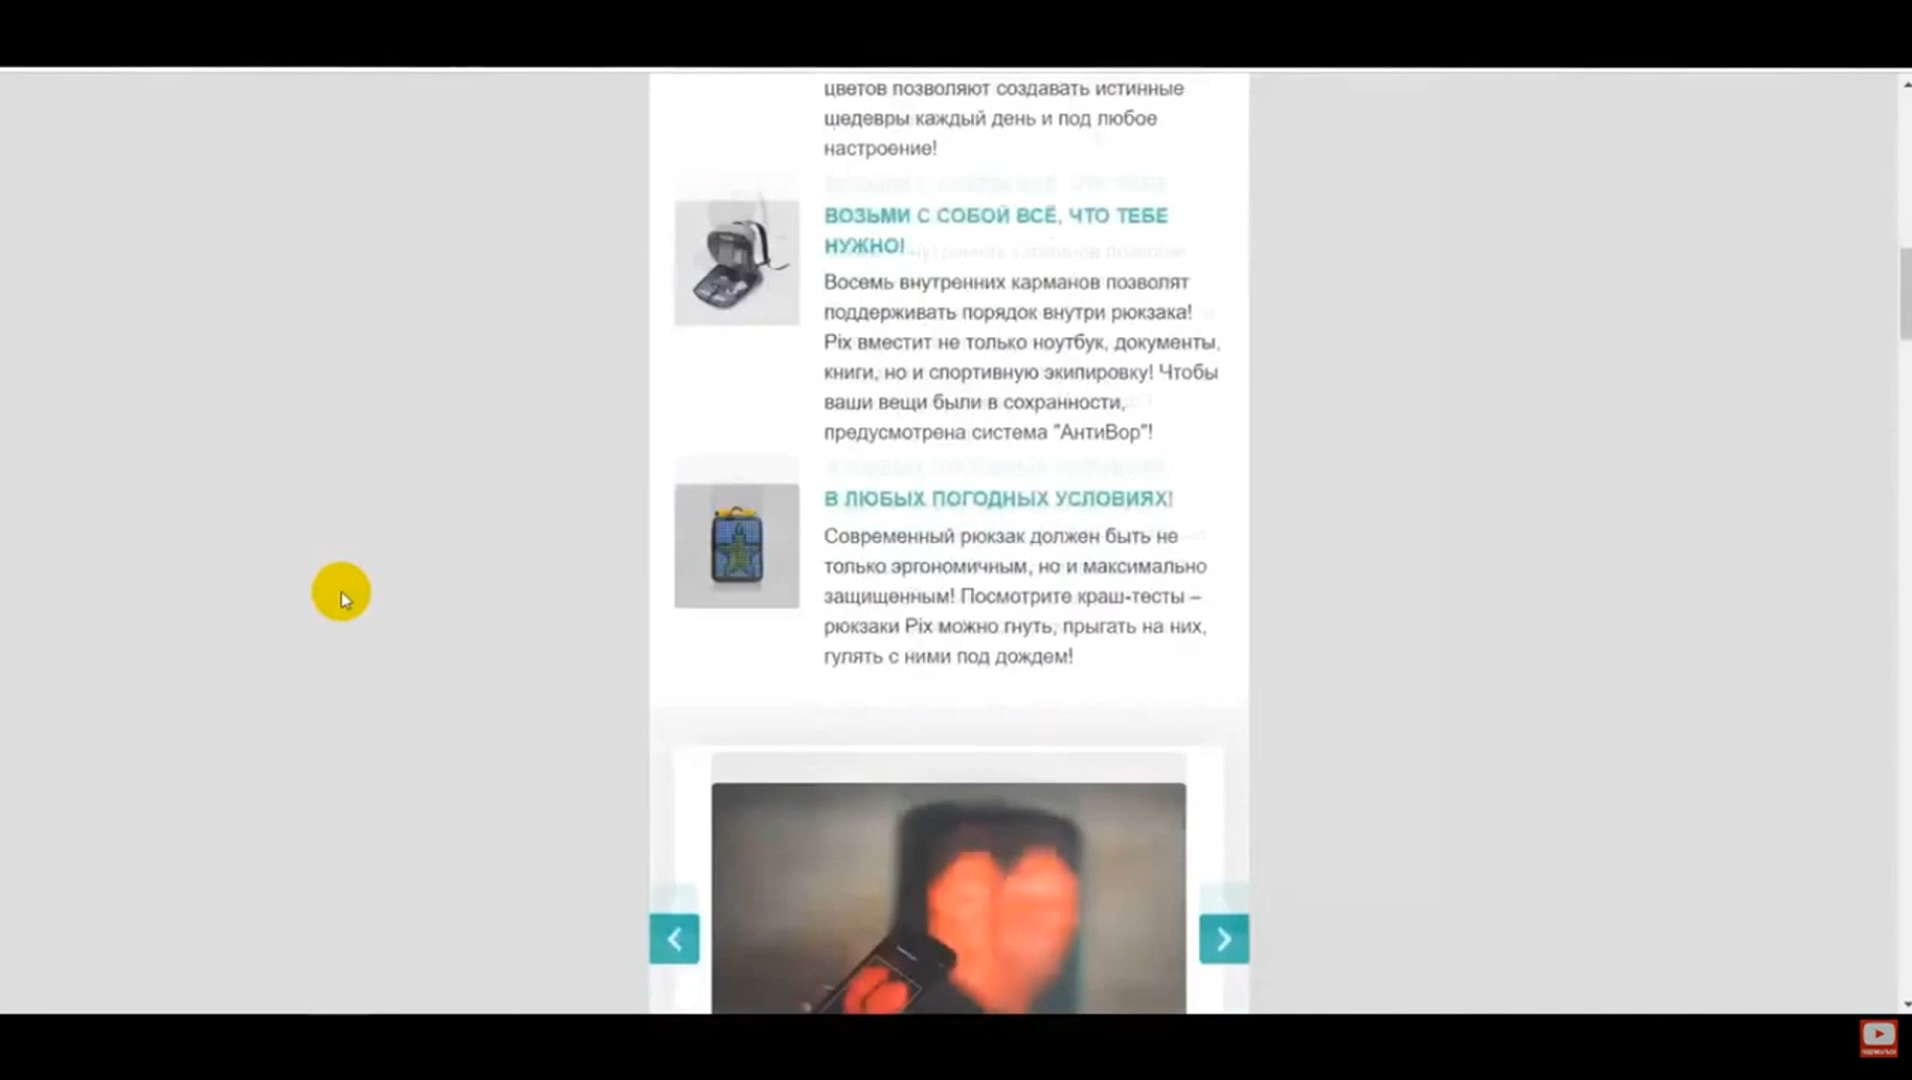 цветов позволяют создавать истинные
шедевры каждый день и под любое
настроение!
ВОЗЬМИ С СОБОЙ ВСЁ, ЧТО ТЕБЕ
НУЖНО!
Восемь внутренних карманов позволят
поддерживать порядок внутри рюкзака!
Pix вместит не только ноутбук, документы,
книги, но и спортивную экипировку! Чтобы
ваши вещи были в сохранности,
предусмотрена система "АнтиВор"!
В ЛЮБЫХ ПОГОДНЫХ УСЛОВИЯХ!
Современный рюкзак должен быть не
только эргономичным, но и максимально
защищенным! Посмотрите краш-тесты –
рюкзаки Pix можно гнуть, прыгать на них,
гулять с ними под дождем!